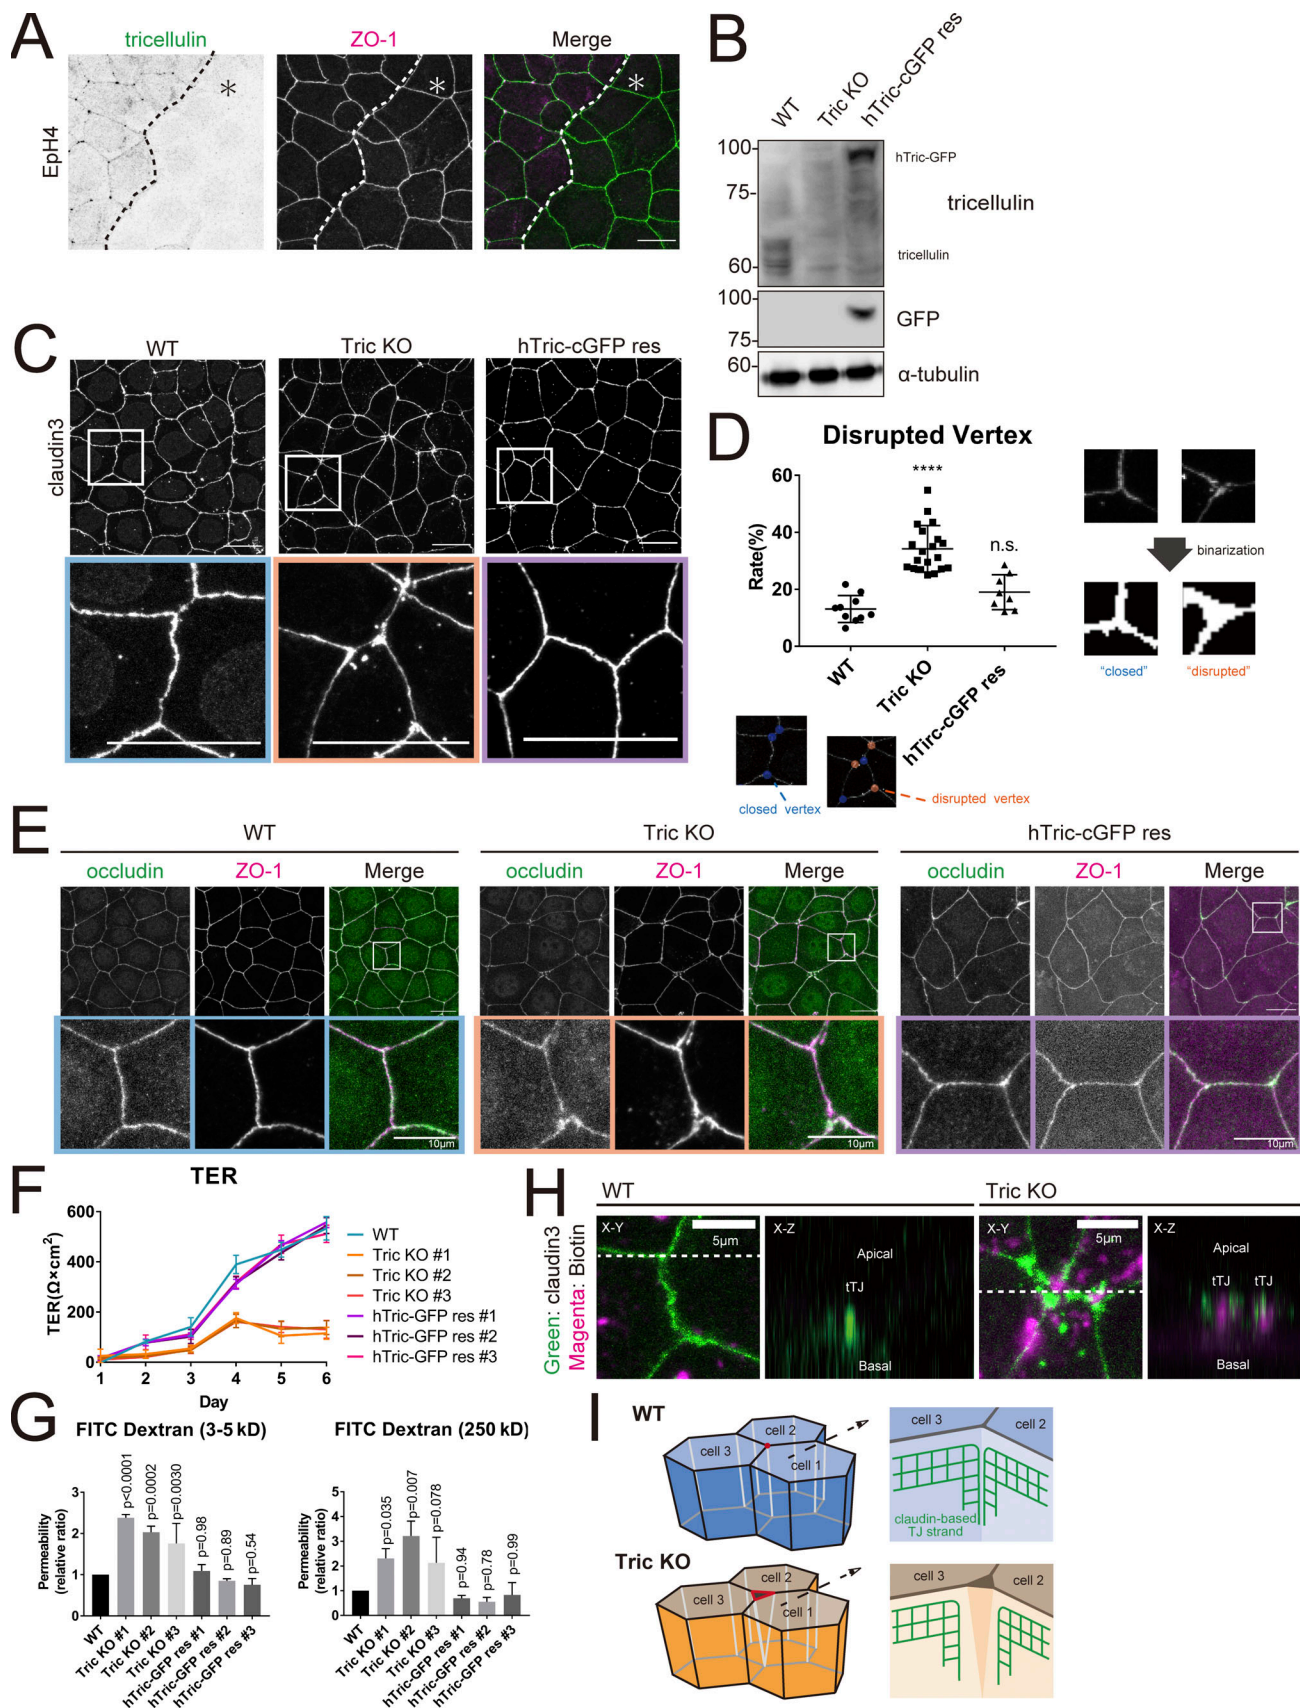 A
tricellulin
ZO-1
Merge
EpH4
*
*
*
B
WT
Tric KO
hTric-cGFP res
100
75
60
hTric-GFP
tricellulin
tricellulin
100
75
GFP
60
α-tubulin
C
WT
Tric KO
hTric-cGFP res
claudin3
D
Disrupted Vertex
Rate(%)
60
40
20
0
****
n.s.
WT
Tric KO
hTirc-cGFP res
binarization
“closed”
“disrupted”
closed vertex
disrupted vertex
E
WT
Tric KO
hTric-cGFP res
occludin
ZO-1
Merge
occludin
ZO-1
Merge
occludin
ZO-1
Merge
10μm
10μm
10μm
F
TER
TER(Ω×cm²)
600
400
200
0
1 2 3 4 5 6
Day
WT
Tric KO #1
Tric KO #2
Tric KO #3
hTric-GFP res #1
hTric-GFP res #2
hTric-GFP res #3
G
FITC Dextran (3-5 kD)
Permeability
(relative ratio)
3
2
1
0
p<0.0001
p=0.0002
p=0.0030
p=0.98
p=0.89
p=0.54
WT
Tric KO #1
Tric KO #2
Tric KO #3
hTric-GFP res #1
hTric-GFP res #2
hTric-GFP res #3
FITC Dextran (250 kD)
Permeability
(relative ratio)
5
4
3
2
1
0
p=0.035
p=0.007
p=0.078
p=0.94
p=0.78
p=0.99
WT
Tric KO #1
Tric KO #2
Tric KO #3
hTric-GFP res #1
hTric-GFP res #2
hTric-GFP res #3
H
WT
Tric KO
Green: claudin3
Magenta: Biotin
X-Y
5μm
X-Z
Apical
tTJ
Basal
X-Y
5μm
X-Z
Apical
tTJ
tTJ
Basal
I
WT
cell 2
cell 3
cell 1
cell 3
cell 2
claudin-based
TJ strand
Tric KO
cell 2
cell 3
cell 1
cell 3
cell 2